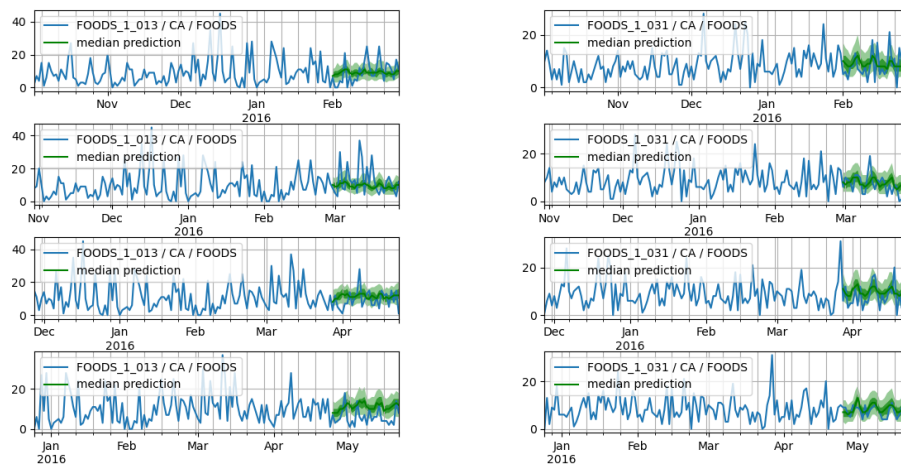 40
20
0
FOODS_1_013 / CA / FOODS
median prediction
Nov Dec Jan Feb
2016
20
0
FOODS_1_031 / CA / FOODS
median prediction
Nov Dec Jan Feb
2016
40
20
0
FOODS_1_013 / CA / FOODS
median prediction
Nov Dec Jan Feb Mar
2016
20
0
FOODS_1_031 / CA / FOODS
median prediction
Nov Dec Jan Feb Mar
2016
40
20
0
FOODS_1_013 / CA / FOODS
median prediction
Dec Jan Feb Mar Apr
2016
20
0
FOODS_1_031 / CA / FOODS
median prediction
Dec Jan Feb Mar Apr
2016
20
0
FOODS_1_013 / CA / FOODS
median prediction
Jan Feb Mar Apr May
2016
20
0
FOODS_1_031 / CA / FOODS
median prediction
Jan Feb Mar Apr May
2016